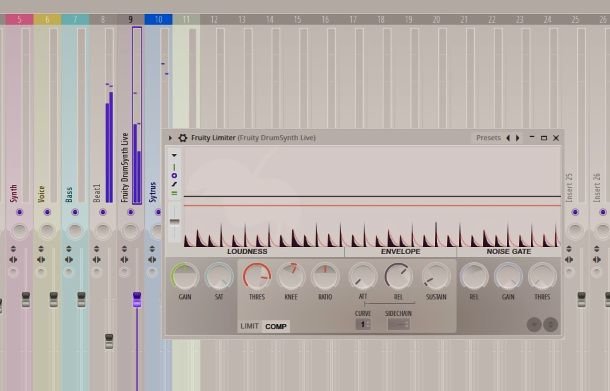 5 6 7 8 9 10 11 12 13 14 15 16 17 18 19 20 21 22 23 24 25 26
Synth
Voice
Bass
Beat1
Fruity DrumSynth Live
Sytrus
Insert 25
Insert 26
Fruity Limiter (Fruity DrumSynth Live)
Presets
LOUDNESS ENVELOPE NOISE GATE
GAIN SAT THRES KNEE RATIO ATT REL SUSTAIN REL GAIN THRES
CURVE SIDECHAIN
1
LIMIT COMP